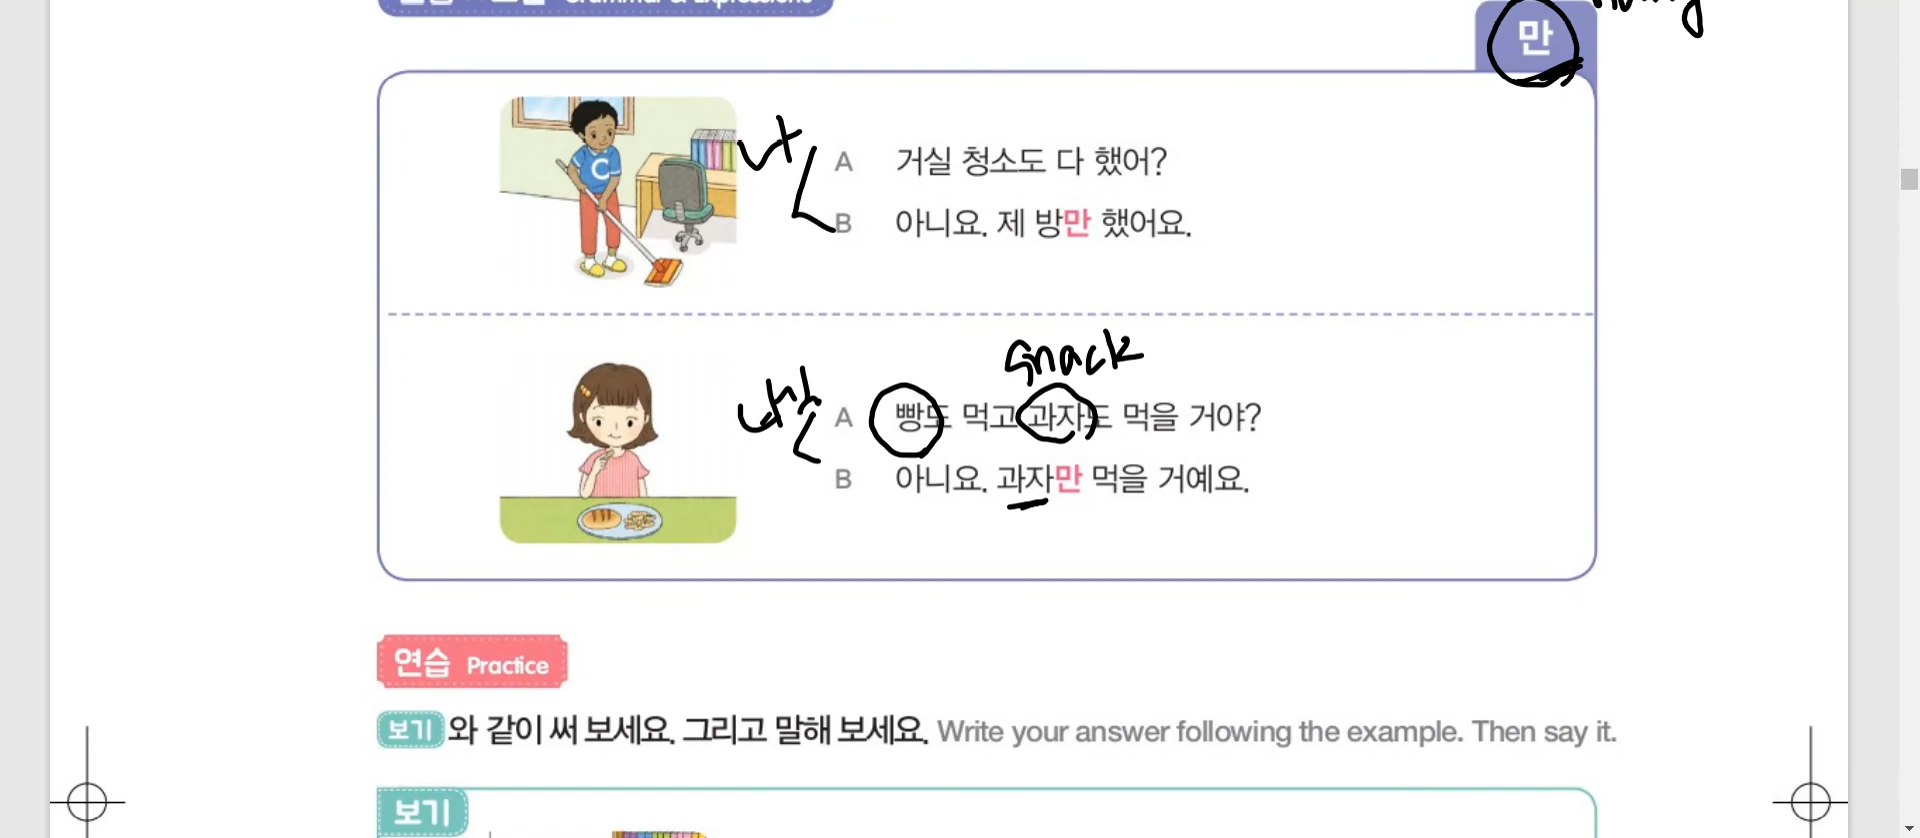 Grammar & Expressions
만
A 거실 청소도 다 했어?
B 아니요. 제 방만 했어요.
snack
A 빵도 먹고 과자도 먹을 거야?
B 아니요. 과자만 먹을 거예요.
연습 Practice
보기 와 같이 써 보세요. 그리고 말해 보세요. Write your answer following the example. Then say it.
보기